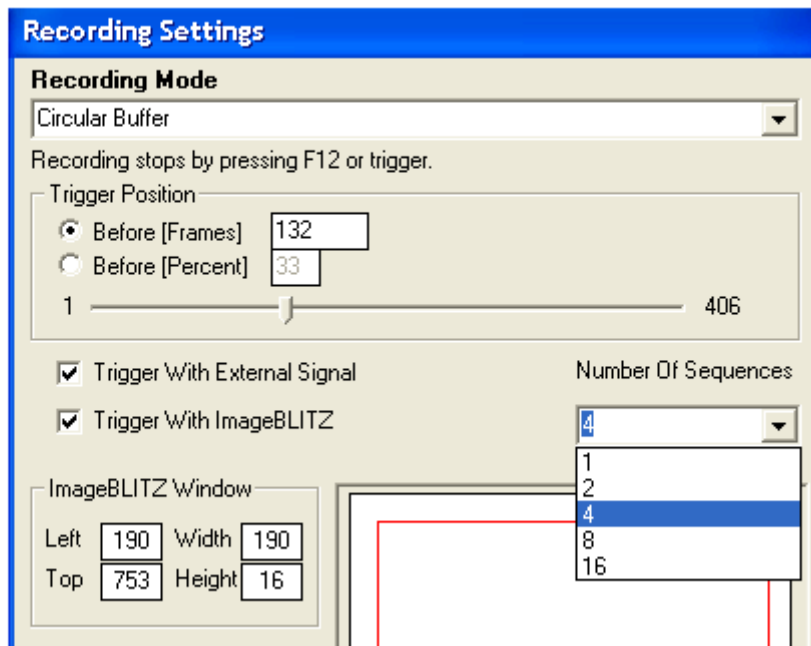 Recording Settings
Recording Mode
Circular Buffer
Recording stops by pressing F12 or trigger.
Trigger Position
Before [Frames] 132
Before [Percent] 33
1 406
Trigger With External Signal
Number Of Sequences
Trigger With ImageBLITZ
4
1
2
4
8
16
ImageBLITZ Window
Left 190 Width 190
Top 753 Height 16